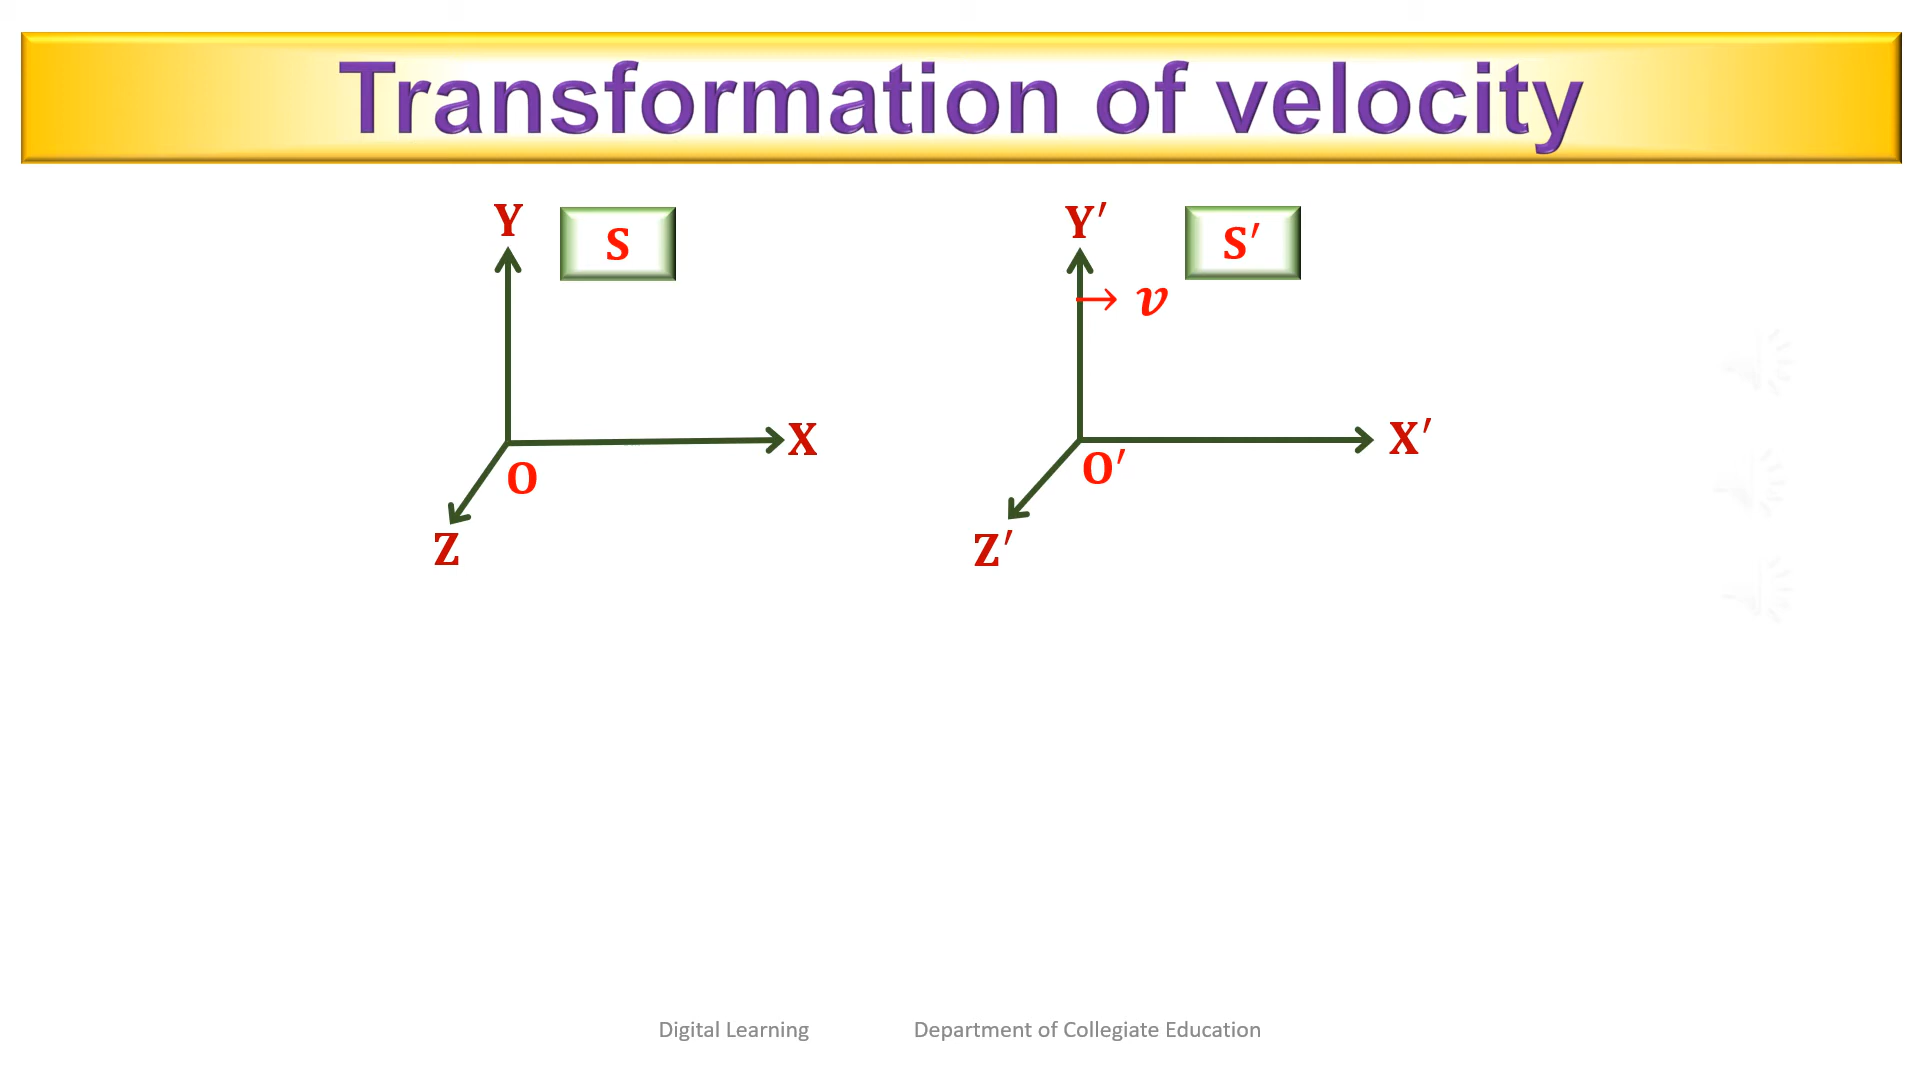 Transformation of velocity
Y
S
Y′
S′
v
X
X′
O
O′
Z
Z′
Digital Learning Department of Collegiate Education